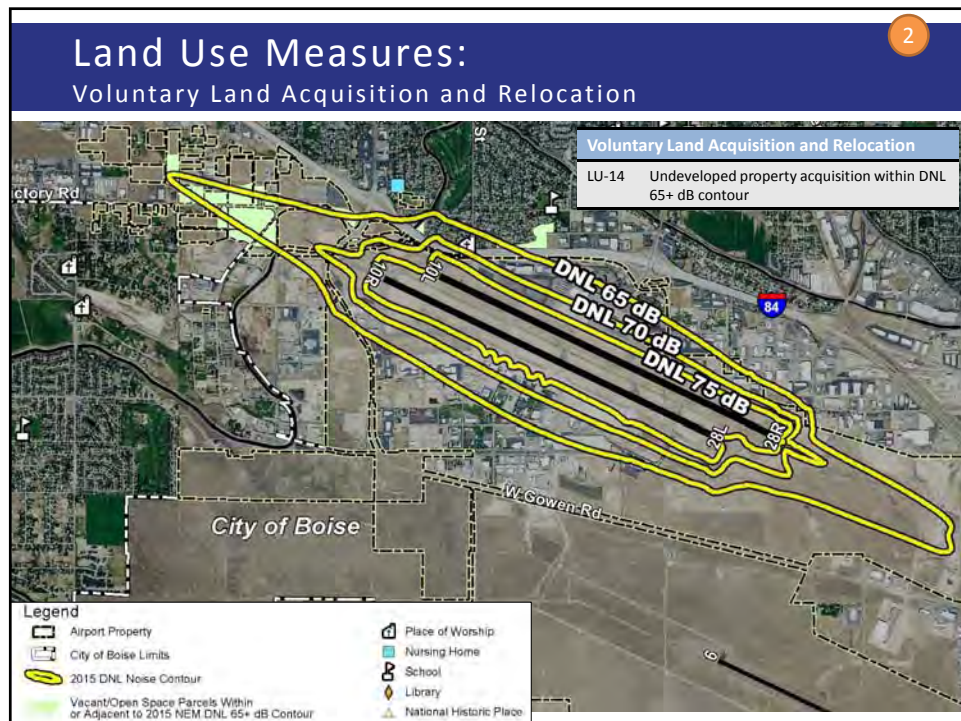 Land Use Measures:
2
Voluntary Land Acquisition and Relocation
Voluntary Land Acquisition and Relocation
LU-14 Undeveloped property acquisition within DNL
65+ dB contour
St
ictory Rd
10R
10L
DNL 65 dB
DNL 70 dB
DNL 75 dB
84
28L
28R
W Gowen Rd
City of Boise
9
Legend
Airport Property
City of Boise Limits
2015 DNL Noise Contour
Vacant/Open Space Parcels Within
or Adjacent to 2015 NEM DNL 65+ dB Contour
Place of Worship
Nursing Home
School
Library
National Historic Place